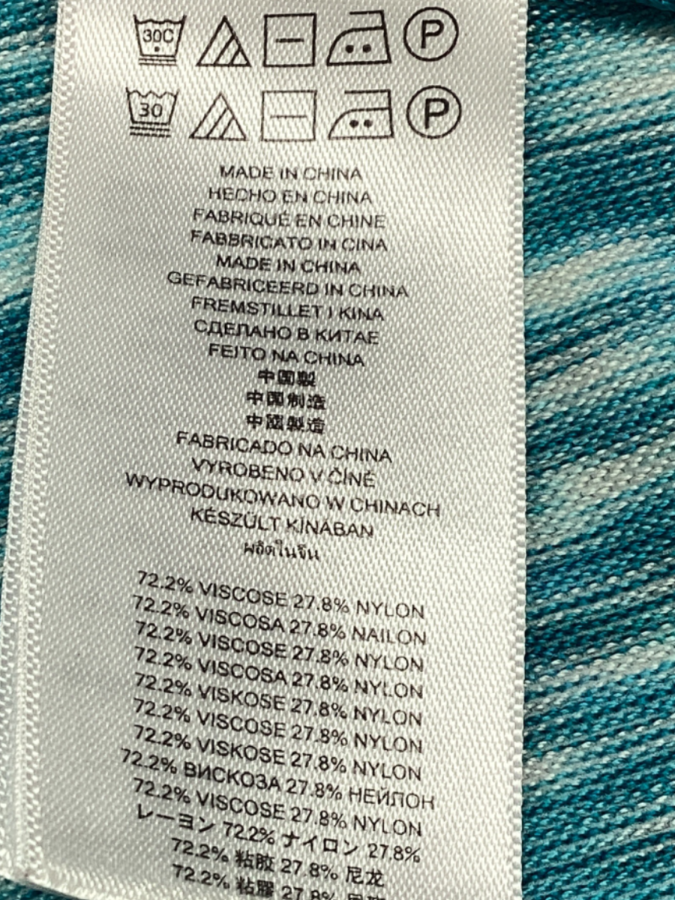 30C P
30 P
MADE IN CHINA
HECHO EN CHINA
FABRIQUÉ EN CHINE
FABBRICATO IN CINA
MADE IN CHINA
GEFABRICEERD IN CHINA
FREMSTILLET I KINA
СДЕЛАНО В КИТАЕ
FEITO NA CHINA
中国製
中国制造
中國製造
FABRICADO NA CHINA
VYROBENO V ČÍNĚ
WYPRODUKOWANO W CHINACH
KÉSZÜLT KÍNÁBAN
ผลิตในจีน
72.2% VISCOSE 27.8% NYLON
72.2% VISCOSA 27.8% NAILON
72.2% VISCOSE 27.8% NYLON
72.2% VISCOSA 27.8% NYLON
72.2% VISKOSE 27.8% NYLON
72.2% VISCOSE 27.8% NYLON
72.2% VISKOSE 27.8% NYLON
72.2% ВИСКОЗА 27.8% НЕЙЛОН
72.2% VISCOSE 27.8% NYLON
レーヨン 72.2% ナイロン 27.8%
72.2% 粘胶 27.8% 尼龙
72.2% 粘膠 27.8%